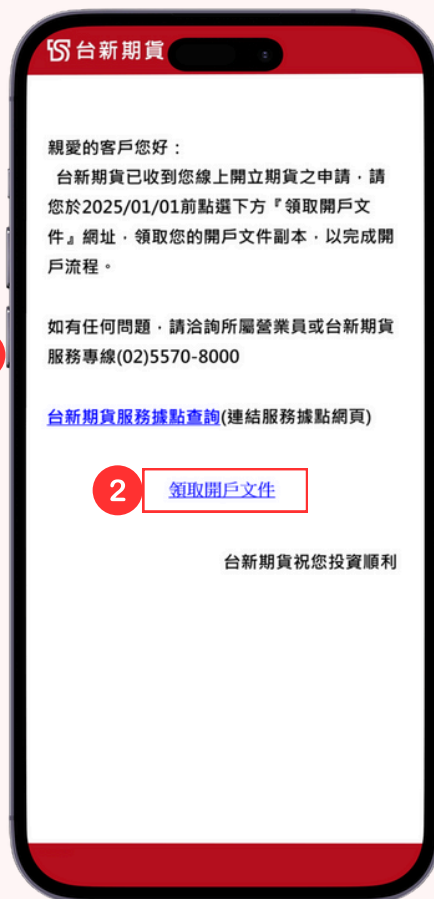 台新期貨
親愛的客戶您好：
台新期貨已收到您線上開立期貨之申請，請
您於2025/01/01前點選下方『領取開戶文
件』網址，領取您的開戶文件副本，以完成開
戶流程。
如有任何問題，請洽詢所屬營業員或台新期貨
服務專線(02)5570-8000
台新期貨服務據點查詢(連結服務據點網頁)
2 領取開戶文件
台新期貨祝您投資順利